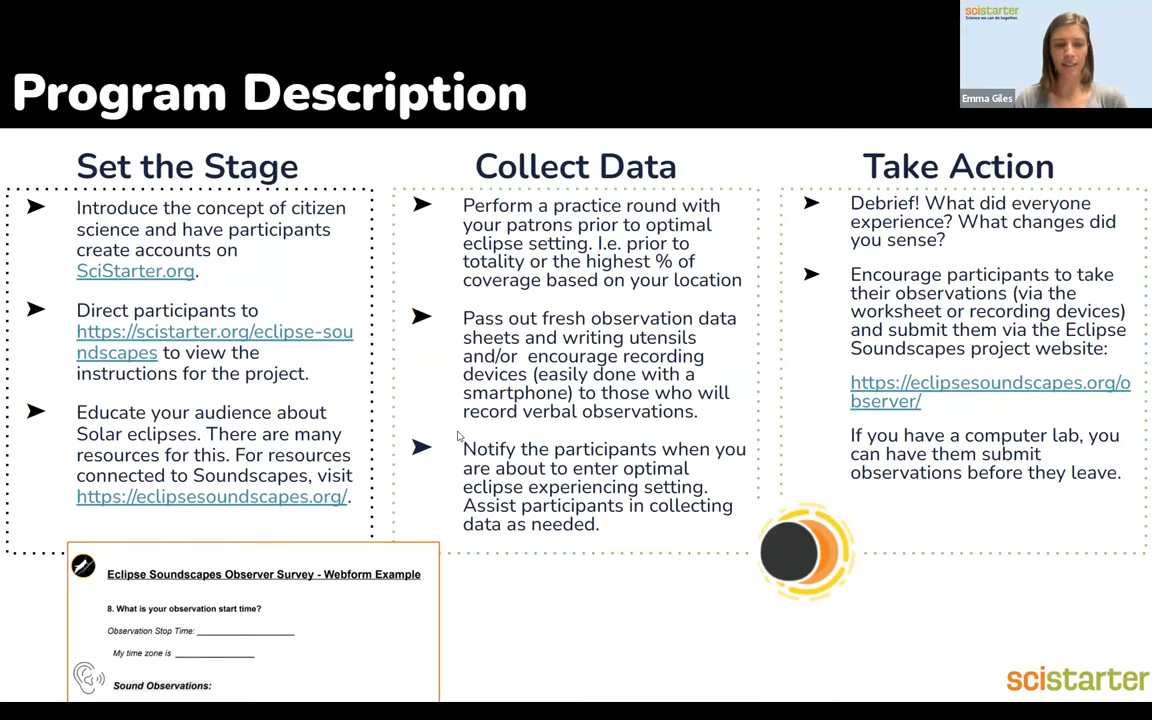 scistarter
Science we can do together.
Emma Giles
Program Description
Set the Stage
➤ Introduce the concept of citizen
science and have participants
create accounts on
SciStarter.org.
➤ Direct participants to
https://scistarter.org/eclipse-sou
ndscapes to view the
instructions for the project.
➤ Educate your audience about
Solar eclipses. There are many
resources for this. For resources
connected to Soundscapes, visit
https://eclipsesoundscapes.org/.
Collect Data
➤ Perform a practice round with
your patrons prior to optimal
eclipse setting. I.e. prior to
totality or the highest % of
coverage based on your location
➤ Pass out fresh observation data
sheets and writing utensils
and/or encourage recording
devices (easily done with a
smartphone) to those who will
record verbal observations.
➤ Notify the participants when you
are about to enter optimal
eclipse experiencing setting.
Assist participants in collecting
data as needed.
Take Action
➤ Debrief! What did everyone
experience? What changes did
you sense?
➤ Encourage participants to take
their observations (via the
worksheet or recording devices)
and submit them via the Eclipse
Soundscapes project website:
https://eclipsesoundscapes.org/o
bserver/
If you have a computer lab, you
can have them submit
observations before they leave.
Eclipse Soundscapes Observer Survey - Webform Example
8. What is your observation start time?
Observation Stop Time: ____________________
My time zone is ________________
Sound Observations:
scistarter